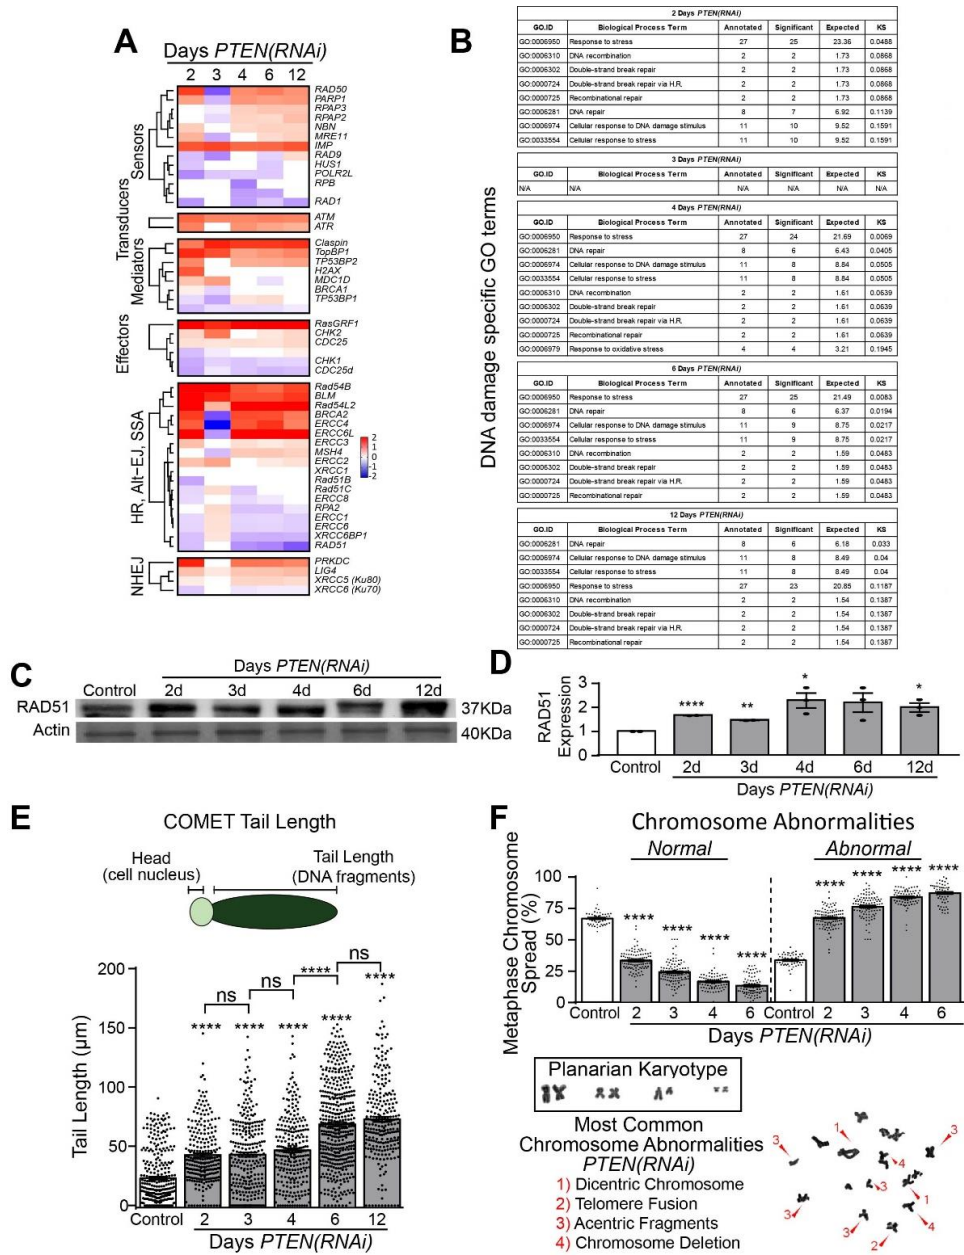 A
Days PTEN(RNAi)
2 3 4 6 12
Sensors
RAD50
PARP1
RPAP3
RPAP2
NBN
MRE11
IMP
RAD9
HUS1
POLR2L
RPB
RAD1
Transducers
ATM
ATR
Mediators
Claspin
TopBP1
TP53BP2
H2AX
MDC1D
BRCA1
TP53BP1
Effectors
RasGRF1
CHK2
CDC25
CHK1
CDC25d
HR, Alt-EJ, SSA
Rad54B
BLM
Rad54L2
BRCA2
ERCC4
ERCC6L
ERCC3
MSH4
ERCC2
XRCC1
Rad51B
Rad51C
ERCC8
RPA2
ERCC1
ERCC6
XRCC6BP1
RAD51
2
1
0
-1
-2
NHEJ
PRKDC
LIG4
XRCC5 (Ku80)
XRCC6 (Ku70)
B
DNA damage specific GO terms
2 Days PTEN(RNAi)
GO.ID Biological Process Term Annotated Significant Expected KS
GO:0006950 Response to stress 27 25 23.36 0.0488
GO:0006310 DNA recombination 2 2 1.73 0.0868
GO:0006302 Double-strand break repair 2 2 1.73 0.0868
GO:0000724 Double-strand break repair via H.R. 2 2 1.73 0.0868
GO:0000725 Recombinational repair 2 2 1.73 0.0868
GO:0006281 DNA repair 8 7 6.92 0.1139
GO:0006974 Cellular response to DNA damage stimulus 11 10 9.52 0.1591
GO:0033554 Cellular response to stress 11 10 9.52 0.1591
3 Days PTEN(RNAi)
GO.ID Biological Process Term Annotated Significant Expected KS
N/A N/A N/A N/A N/A N/A
4 Days PTEN(RNAi)
GO.ID Biological Process Term Annotated Significant Expected KS
GO:0006950 Response to stress 27 24 21.69 0.0069
GO:0006281 DNA repair 8 6 6.43 0.0405
GO:0006974 Cellular response to DNA damage stimulus 11 8 8.84 0.0505
GO:0033554 Cellular response to stress 11 8 8.84 0.0505
GO:0006310 DNA recombination 2 2 1.61 0.0639
GO:0006302 Double-strand break repair 2 2 1.61 0.0639
GO:0000724 Double-strand break repair via H.R. 2 2 1.61 0.0639
GO:0000725 Recombinational repair 2 2 1.61 0.0639
GO:0006979 Response to oxidative stress 4 4 3.21 0.1945
6 Days PTEN(RNAi)
GO.ID Biological Process Term Annotated Significant Expected KS
GO:0006950 Response to stress 27 25 21.49 0.0083
GO:0006281 DNA repair 8 6 6.37 0.0194
GO:0006974 Cellular response to DNA damage stimulus 11 9 8.75 0.0217
GO:0033554 Cellular response to stress 11 9 8.75 0.0217
GO:0006310 DNA recombination 2 2 1.59 0.0483
GO:0006302 Double-strand break repair 2 2 1.59 0.0483
GO:0000724 Double-strand break repair via H.R. 2 2 1.59 0.0483
GO:0000725 Recombinational repair 2 2 1.59 0.0483
12 Days PTEN(RNAi)
GO.ID Biological Process Term Annotated Significant Expected KS
GO:0006281 DNA repair 8 6 6.18 0.033
GO:0006974 Cellular response to DNA damage stimulus 11 8 8.49 0.04
GO:0033554 Cellular response to stress 11 8 8.49 0.04
GO:0006950 Response to stress 27 23 20.85 0.1187
GO:0006310 DNA recombination 2 2 1.54 0.1387
GO:0006302 Double-strand break repair 2 2 1.54 0.1387
GO:0000724 Double-strand break repair via H.R. 2 2 1.54 0.1387
GO:0000725 Recombinational repair 2 2 1.54 0.1387
C
Days PTEN(RNAi)
Control 2d 3d 4d 6d 12d
RAD51 37KDa
Actin 40KDa
D
RAD51 Expression
3
2
1
0
**** ** * *
Control 2d 3d 4d 6d 12d
Days PTEN(RNAi)
E
COMET Tail Length
Head (cell nucleus)
Tail Length (DNA fragments)
Tail Length (μm)
200
150
100
50
0
ns ns **** ns
**** **** **** **** ****
Control 2 3 4 6 12
Days PTEN(RNAi)
F
Chromosome Abnormalities
Normal Abnormal
Metaphase Chromosome Spread (%)
100
75
50
25
0
**** **** **** ****
**** **** **** ****
Control 2 3 4 6 Control 2 3 4 6
Days PTEN(RNAi)
Planarian Karyotype
Most Common
Chromosome Abnormalities
PTEN(RNAi)
1) Dicentric Chromosome
2) Telomere Fusion
3) Acentric Fragments
4) Chromosome Deletion
1
3
3
4
3
1
3
3
4
2